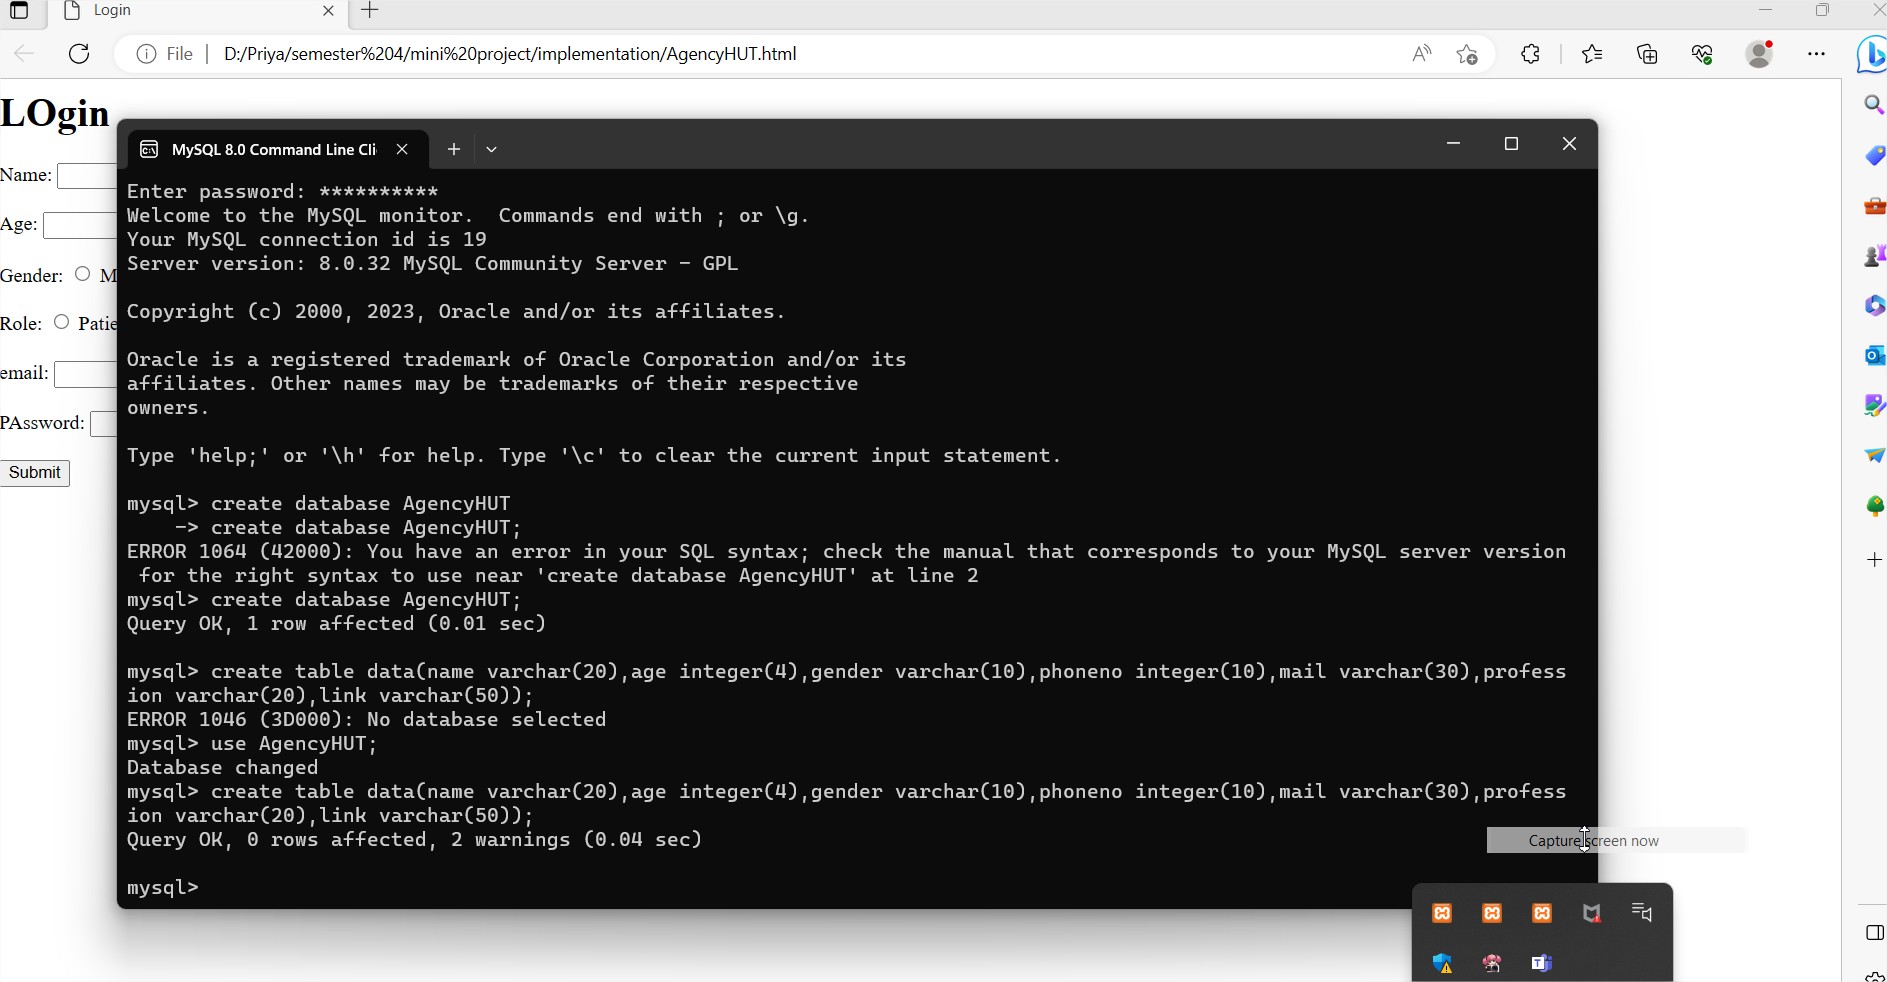 Login
File
D:/Priya/semester%204/mini%20project/implementation/AgencyHUT.html
LOgin
Name:
Age:
Gender: M
Role: Patie
email:
PAssword:
Submit
MySQL 8.0 Command Line Cli
Enter password: **********
Welcome to the MySQL monitor.  Commands end with ; or \g.
Your MySQL connection id is 19
Server version: 8.0.32 MySQL Community Server - GPL
Copyright (c) 2000, 2023, Oracle and/or its affiliates.
Oracle is a registered trademark of Oracle Corporation and/or its
affiliates. Other names may be trademarks of their respective
owners.
Type 'help;' or '\h' for help. Type '\c' to clear the current input statement.
mysql> create database AgencyHUT
    -> create database AgencyHUT;
ERROR 1064 (42000): You have an error in your SQL syntax; check the manual that corresponds to your MySQL server version
 for the right syntax to use near 'create database AgencyHUT' at line 2
mysql> create database AgencyHUT;
Query OK, 1 row affected (0.01 sec)
mysql> create table data(name varchar(20),age integer(4),gender varchar(10),phoneno integer(10),mail varchar(30),profess
ion varchar(20),link varchar(50));
ERROR 1046 (3D000): No database selected
mysql> use AgencyHUT;
Database changed
mysql> create table data(name varchar(20),age integer(4),gender varchar(10),phoneno integer(10),mail varchar(30),profess
ion varchar(20),link varchar(50));
Query OK, 0 rows affected, 2 warnings (0.04 sec)
mysql>
Capture screen now